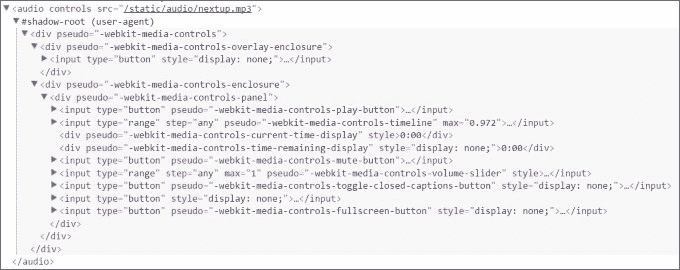 ▼<audio controls src="/static/audio/nextup.mp3">
▼#shadow-root (user-agent)
▼<div pseudo="-webkit-media-controls">
▼<div pseudo="-webkit-media-controls-overlay-enclosure">
▶<input type="button" style="display: none;">…</input>
</div>
▼<div pseudo="-webkit-media-controls-enclosure">
▼<div pseudo="-webkit-media-controls-panel">
▶<input type="button" pseudo="-webkit-media-controls-play-button">…</input>
▶<input type="range" step="any" pseudo="-webkit-media-controls-timeline" max="0.972">…</input>
<div pseudo="-webkit-media-controls-current-time-display" style>0:00</div>
<div pseudo="-webkit-media-controls-time-remaining-display" style="display: none;">0:00</div>
▶<input type="button" pseudo="-webkit-media-controls-mute-button">…</input>
▶<input type="range" step="any" max="1" pseudo="-webkit-media-controls-volume-slider" style>…</input>
▶<input type="button" pseudo="-webkit-media-controls-toggle-closed-captions-button" style="display: none;">…</input>
▶<input type="button" style="display: none;">…</input>
▶<input type="button" pseudo="-webkit-media-controls-fullscreen-button" style="display: none;">…</input>
</div>
</div>
</div>
</audio>